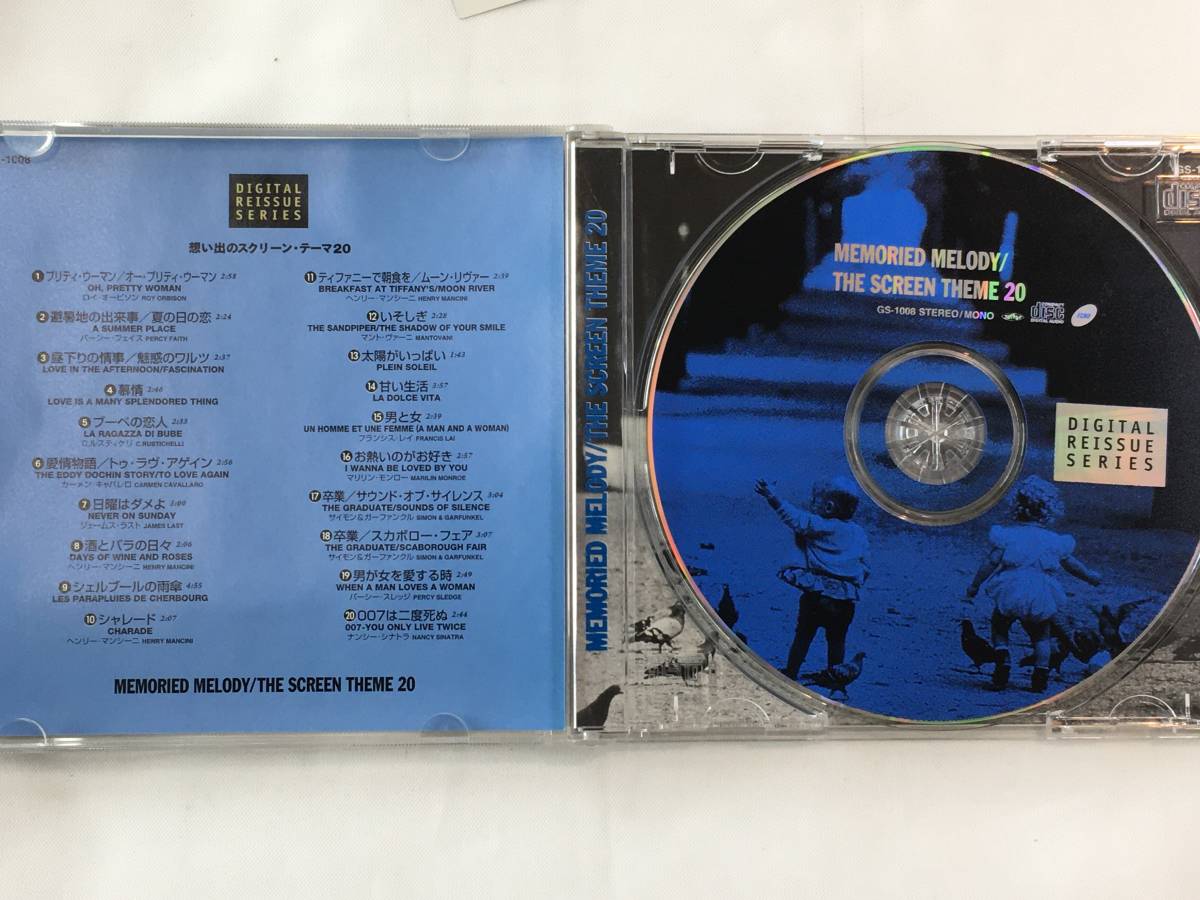 -1008
DIGITAL
REISSUE
SERIES
想い出のスクリーン・テーマ20
1 プリティ・ウーマン／オー・プリティ・ウーマン 2:58
OH, PRETTY WOMAN
ロイ・オービソン ROY ORBISON
2 避暑地の出来事／夏の日の恋 2:24
A SUMMER PLACE
パーシー・フェイス PERCY FAITH
3 昼下りの情事／魅惑のワルツ 2:37
LOVE IN THE AFTERNOON/FASCINATION
4 慕情 2:46
LOVE IS A MANY SPLENDORED THING
5 ブーベの恋人 2:33
LA RAGAZZA DI BUBE
C.ルスティケリ C.RUSTICHELLI
6 愛情物語／トゥ・ラヴ・アゲイン 2:56
THE EDDY DOCHIN STORY/TO LOVE AGAIN
カーメン・キャバレロ CARMEN CAVALLARO
7 日曜はダメよ 3:00
NEVER ON SUNDAY
ジェームス・ラスト JAMES LAST
8 酒とバラの日々 2:06
DAYS OF WINE AND ROSES
ヘンリー・マンシーニ HENRY MANCINI
9 シェルブールの雨傘 4:55
LES PARAPLUIES DE CHERBOURG
10 シャレード 2:07
CHARADE
ヘンリー・マンシーニ HENRY MANCINI
11 ティファニーで朝食を／ムーン・リヴァー 2:39
BREAKFAST AT TIFFANY'S/MOON RIVER
ヘンリー・マンシーニ HENRY MANCINI
12 いそしぎ 2:28
THE SANDPIPER/THE SHADOW OF YOUR SMILE
マント・ヴァーニ MANTOVANI
13 太陽がいっぱい 1:43
PLEIN SOLEIL
14 甘い生活 3:57
LA DOLCE VITA
15 男と女 2:39
UN HOMME ET UNE FEMME (A MAN AND A WOMAN)
フランシス・レイ FRANCIS LAI
16 お熱いのがお好き 2:57
I WANNA BE LOVED BY YOU
マリリン・モンロー MARILIN MONROE
17 卒業／サウンド・オブ・サイレンス 3:04
THE GRADUATE/SOUNDS OF SILENCE
サイモン&ガーファンクル SIMON & GARFUNKEL
18 卒業／スカボロー・フェア 3:07
THE GRADUATE/SCABOROUGH FAIR
サイモン&ガーファンクル SIMON & GARFUNKEL
19 男が女を愛する時 2:49
WHEN A MAN LOVES A WOMAN
パーシー・スレッジ PERCY SLEDGE
20 007は二度死ぬ 2:44
007-YOU ONLY LIVE TWICE
ナンシー・シナトラ NANCY SINATRA
MEMORIED MELODY/THE SCREEN THEME 20
MEMORIED MELODY/THE SCREEN THEME 20
MEMORIED MELODY/
THE SCREEN THEME 20
GS-1008 STEREO/MONO
COMPACT
disc
DIGITAL AUDIO
ECHO
DIGITAL
REISSUE
SERIES
GS-1
disc